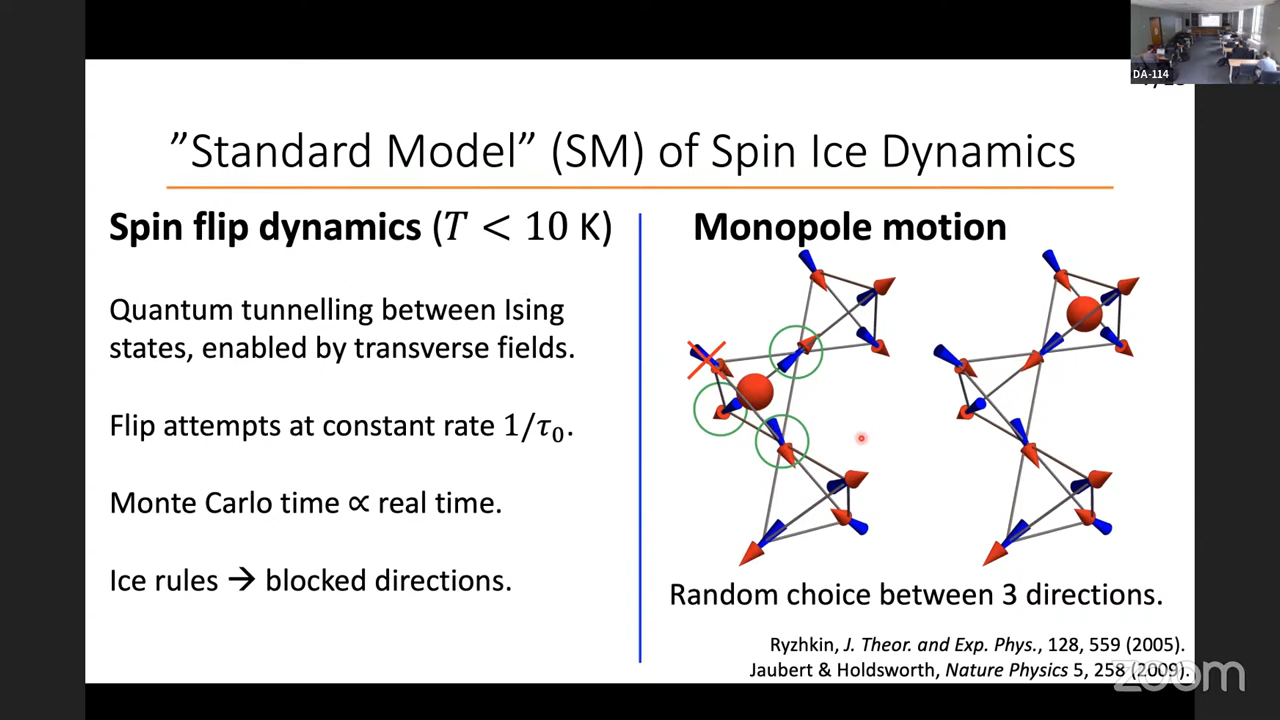 DA-114
”Standard Model” (SM) of Spin Ice Dynamics
Spin flip dynamics (𝑇 < 10 K)
Quantum tunnelling between Ising
states, enabled by transverse fields.
Flip attempts at constant rate 1/𝜏₀.
Monte Carlo time ∝ real time.
Ice rules → blocked directions.
Monopole motion
Random choice between 3 directions.
Ryzhkin, J. Theor. and Exp. Phys., 128, 559 (2005).
Jaubert & Holdsworth, Nature Physics 5, 258 (2009).
zoom